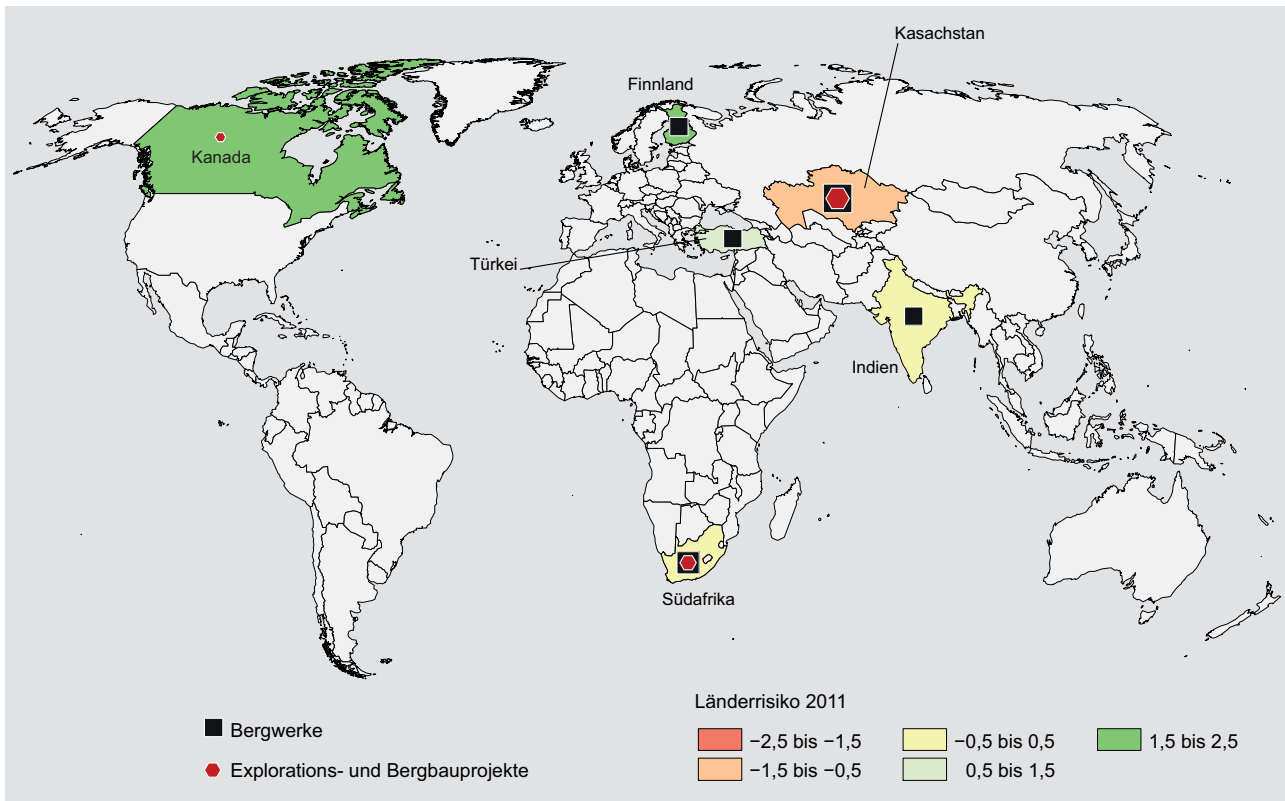 Kasachstan
Finnland
Kanada
Türkei
Indien
Südafrika
Länderrisiko 2011
Bergwerke
Explorations- und Bergbauprojekte
−2,5 bis −1,5
−1,5 bis −0,5
−0,5 bis 0,5
0,5 bis 1,5
1,5 bis 2,5